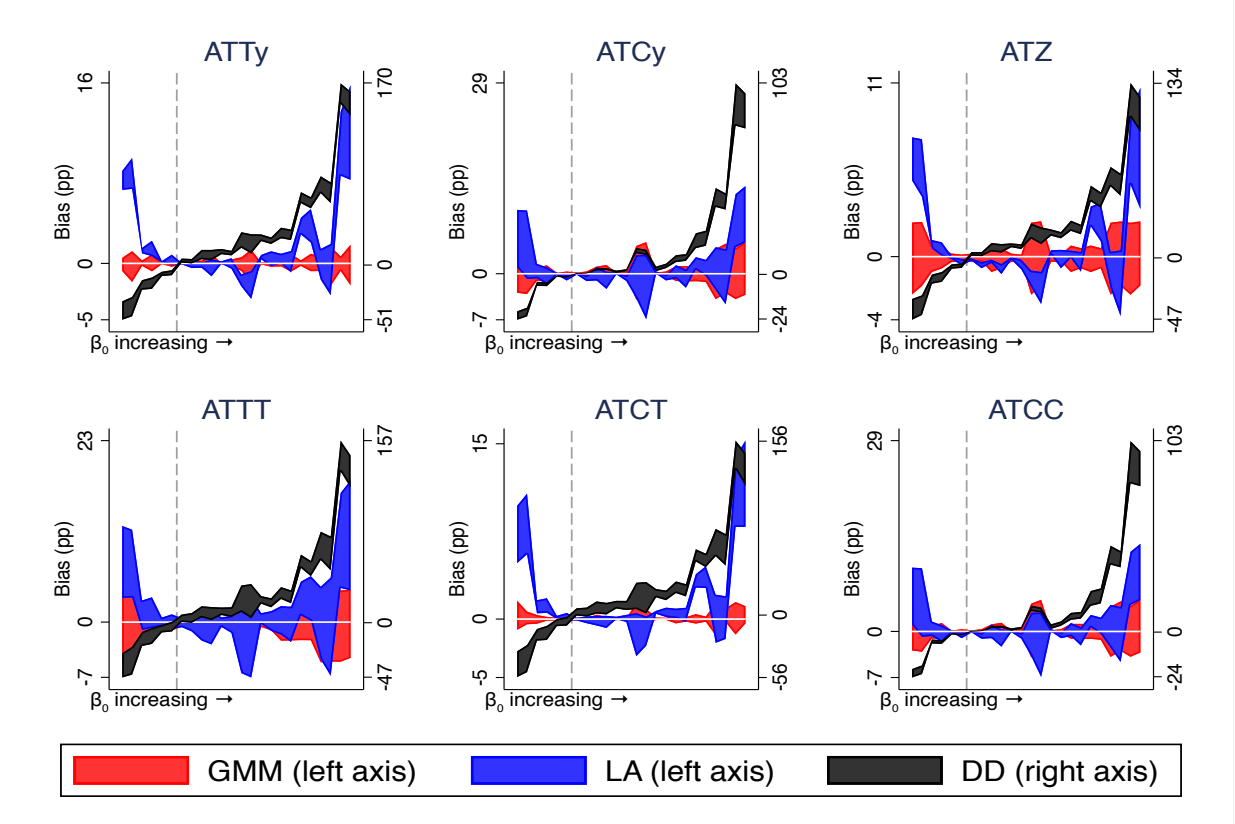 ATTy
ATCy
ATZ
Bias (pp)
16
0
-5
170
0
-51
β0 increasing →
Bias (pp)
29
0
-7
103
0
-24
β0 increasing →
Bias (pp)
11
0
-4
134
0
-47
β0 increasing →
ATTT
ATCT
ATCC
Bias (pp)
23
0
-7
157
0
-47
β0 increasing →
Bias (pp)
15
0
-5
156
0
-56
β0 increasing →
Bias (pp)
29
0
-7
103
0
-24
β0 increasing →
GMM (left axis)
LA (left axis)
DD (right axis)